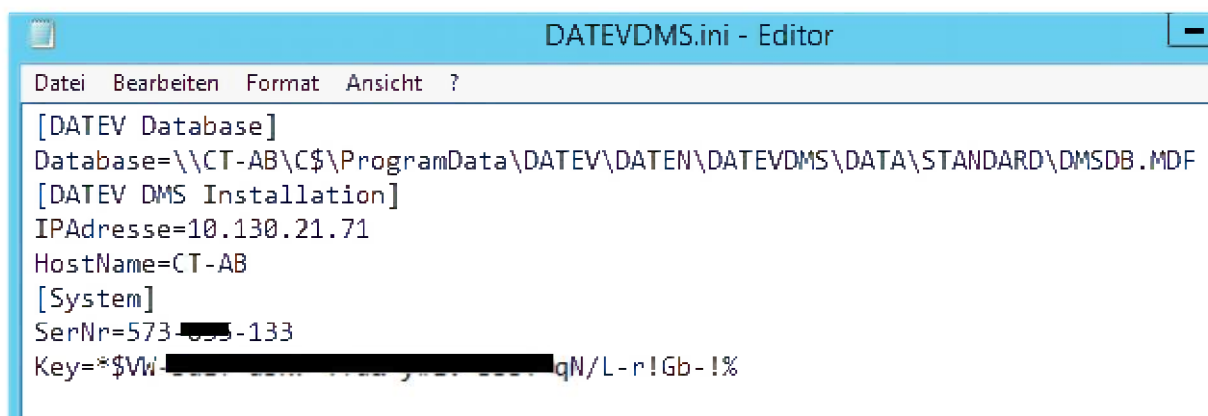 DATEVDMS.ini - Editor
Datei Bearbeiten Format Ansicht ?
[DATEV Database]
Database=\\CT-AB\C$\ProgramData\DATEV\DATEN\DATEVDMS\DATA\STANDARD\DMSDB.MDF
[DATEV DMS Installation]
IPAdresse=10.130.21.71
HostName=CT-AB
[System]
SerNr=573- -133
Key=*$VW- qN/L-r!Gb-!%